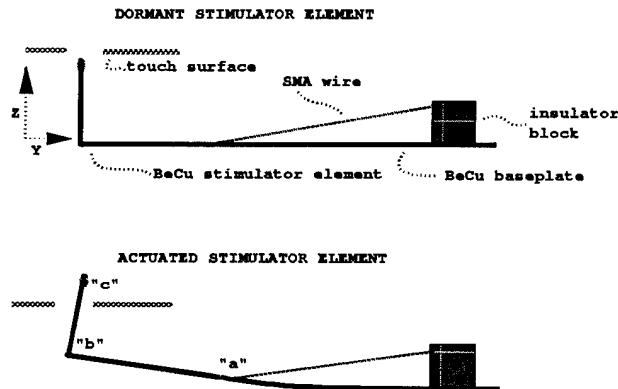 DORMANT STIMULATOR ELEMENT
touch surface
SMA wire
Z
insulator
block
Y
BeCu stimulator element
BeCu baseplate
ACTUATED STIMULATOR ELEMENT
"c"
"b"
"a"